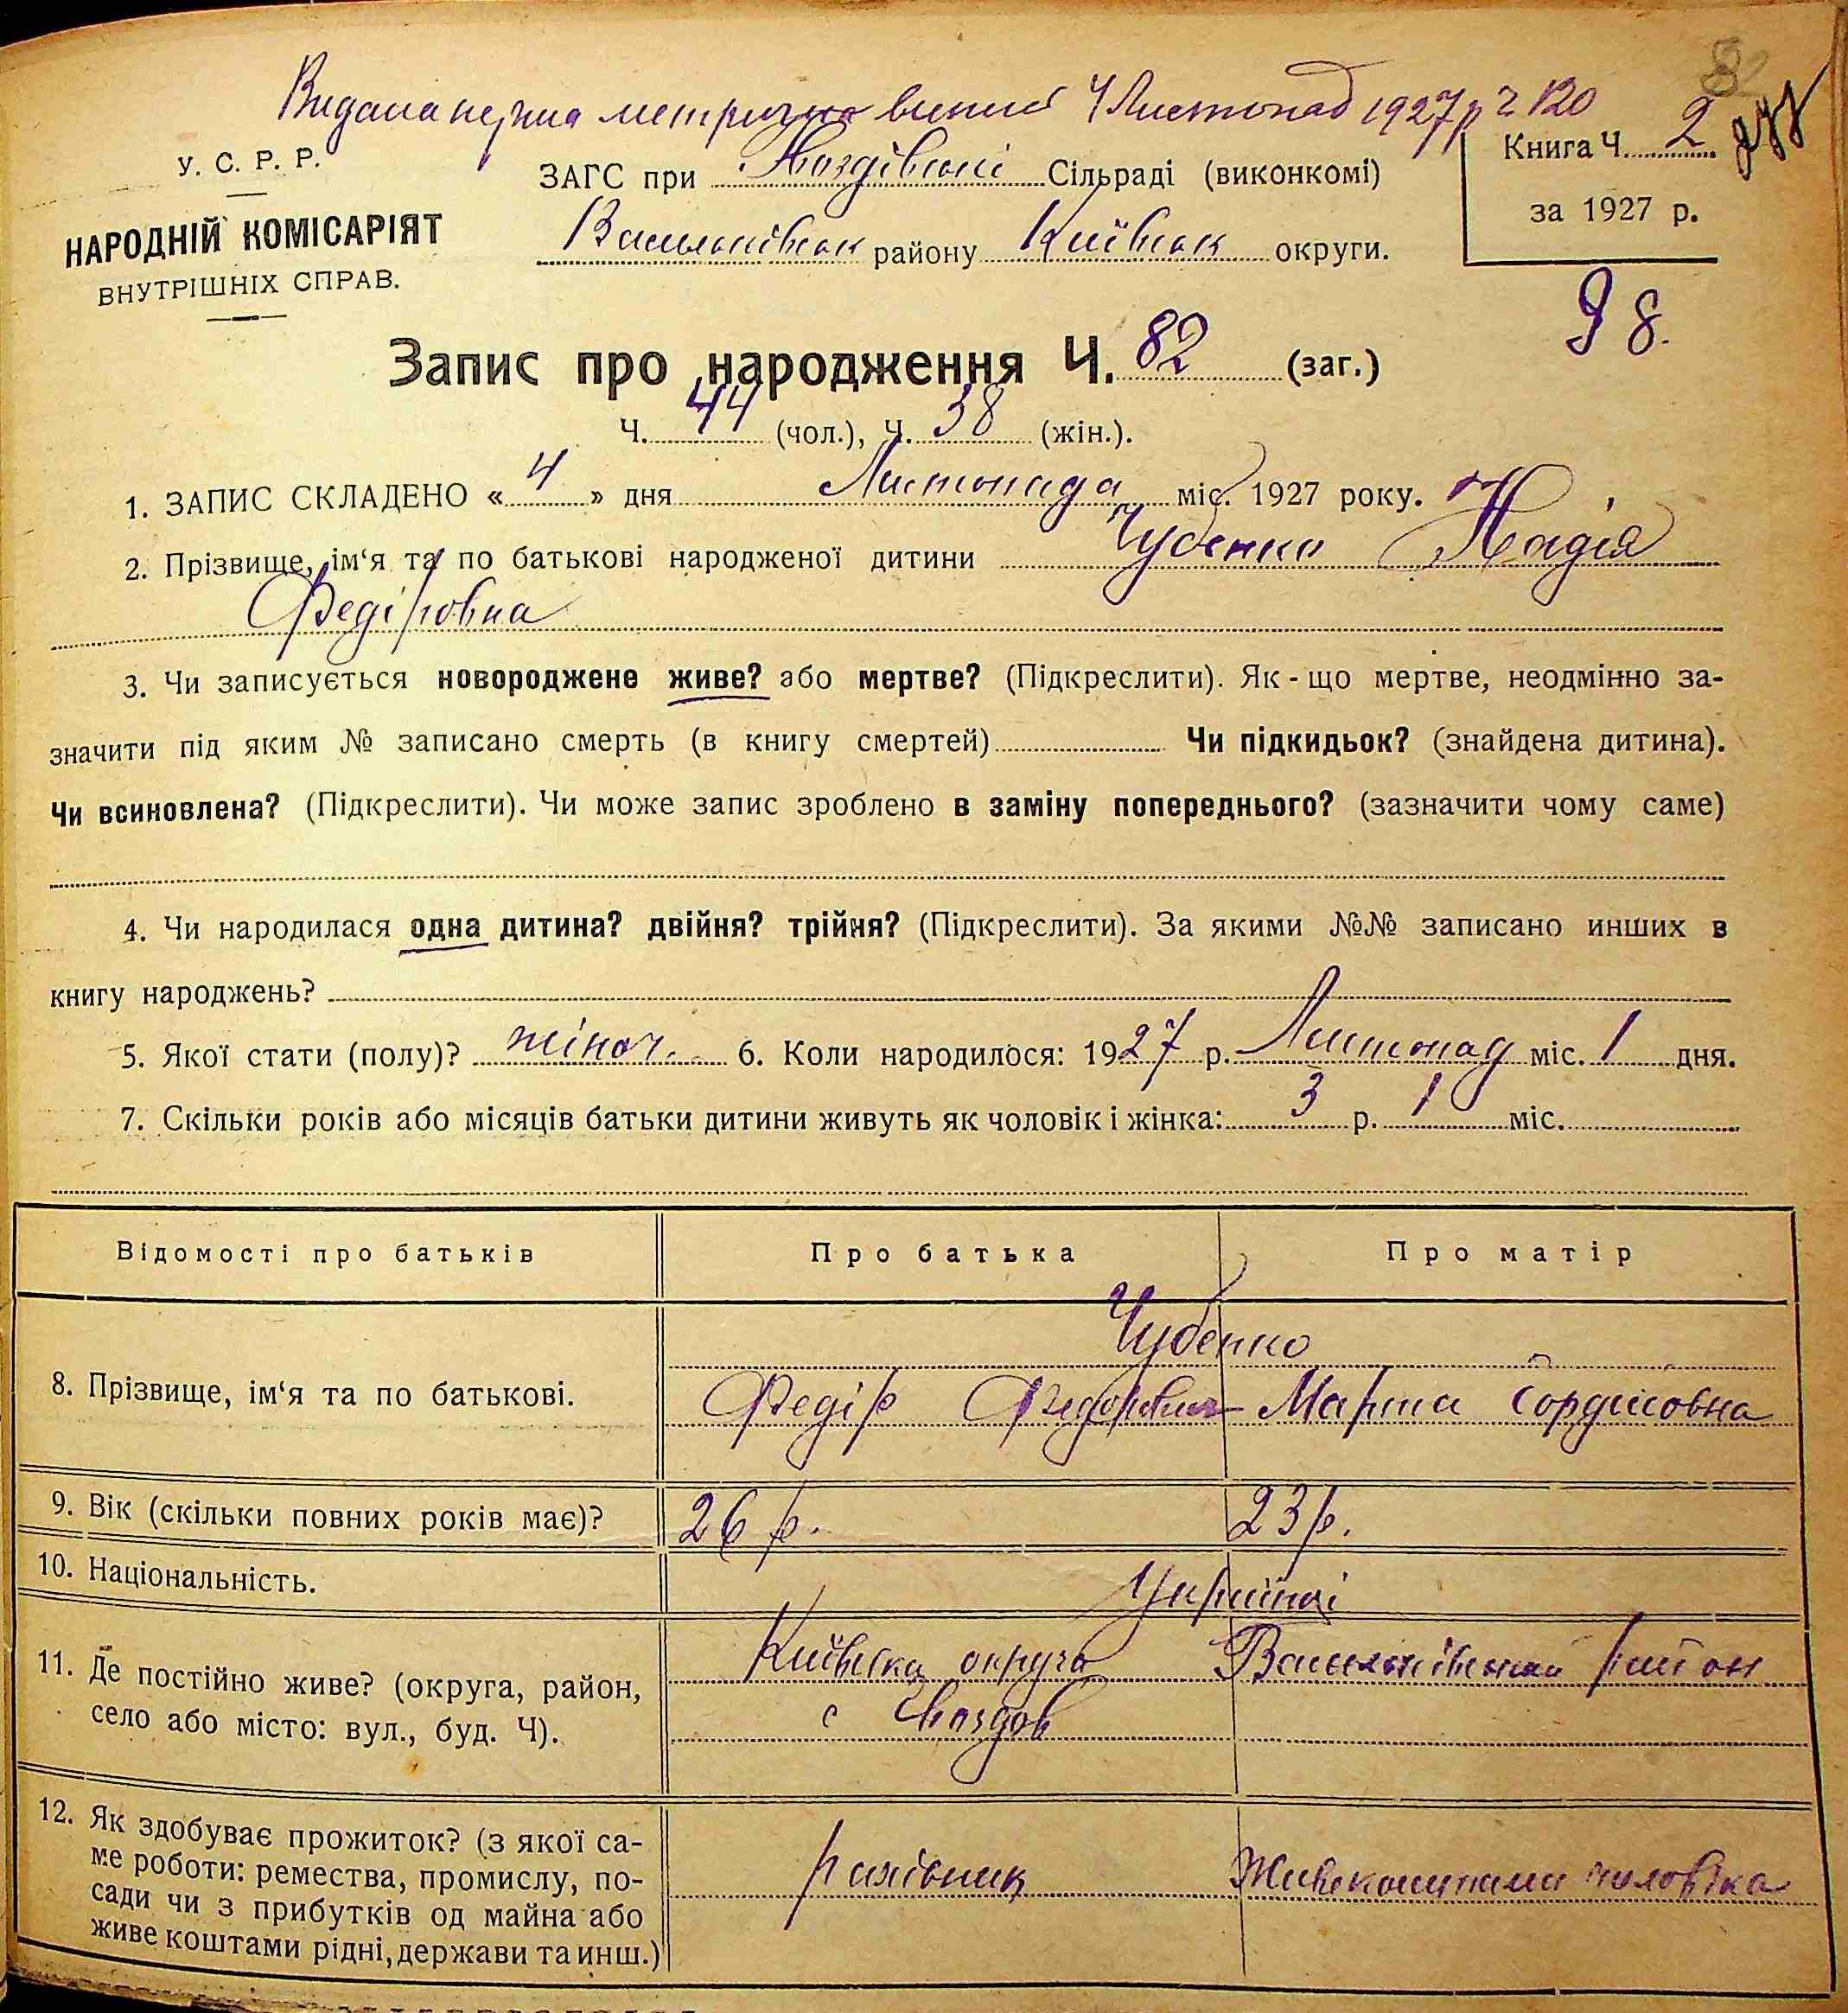 Видана перша метрична 4 Листопад 1927 р Ч 120
У. С. Р. Р.
НАРОДНІЙ КОМІСАРІЯТ
ВНУТРІШНІХ СПРАВ.
ЗАГС при Гвоздівські Сільраді (виконкомі)
Васильківськ району Київськ округи.
Книга Ч. 2
за 1927 р.
98.
Запис про народження Ч. 82 (заг.)
Ч. 44 (чол.), Ч. 38 (жін.).
1. ЗАПИС СКЛАДЕНО «4» дня Листопада міс. 1927 року.
2. Прізвище, ім‘я та по батькові народженої дитини Чубенко Надія
Федіровна
3. Чи записується новороджене живе? або мертве? (Підкреслити). Як-що мертве, неодмінно за-
значити під яким № записано смерть (в книгу смертей) Чи підкидьок? (знайдена дитина).
Чи всиновлена? (Підкреслити). Чи може запис зроблено в заміну попереднього? (зазначити чому саме)
4. Чи народилася одна дитина? двійня? трійня? (Підкреслити). За якими №№ записано инших в
книгу народжень?
5. Якої стати (полу)? жіноч. 6. Коли народилося: 1927 р. Листопад міс. 1 дня.
7. Скільки років або місяців батьки дитини живуть як чоловік і жінка: 3 р. 1 міс.
Відомості про батьків Про батька Про матір
8. Прізвище, ім‘я та по батькові.
Чубенко
Федір Федорович Марта Гордієовна
9. Вік (скільки повних років має)? 26 р. 23 р.
10. Національність. Українці
11. Де постійно живе? (округа, район,
село або місто: вул., буд. Ч).
Київська округа Васильківський район
с Гвоздов
12. Як здобуває прожиток? (з якої са-
ме роботи: ремества, промислу, по-
сади чи з прибутків од майна або
живе коштами рідні, держави та инш.)
рілівник Живе коштами чоловіка